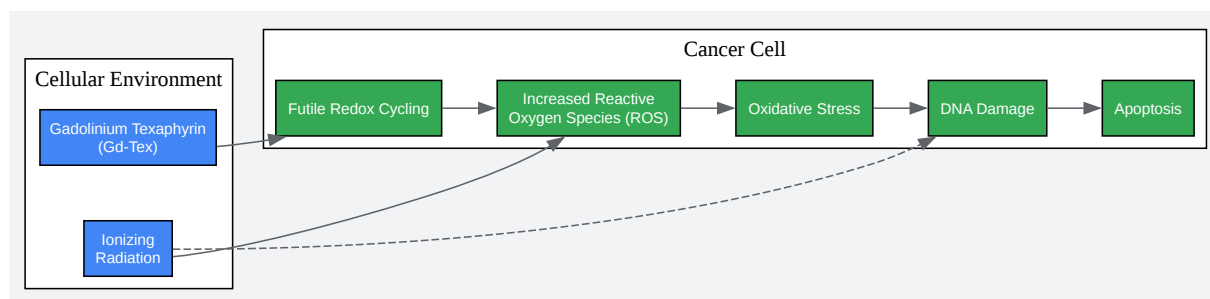 Cellular Environment
Gadolinium Texaphyrin
(Gd-Tex)
Ionizing
Radiation
Cancer Cell
Futile Redox Cycling
Increased Reactive
Oxygen Species (ROS)
Oxidative Stress
DNA Damage
Apoptosis